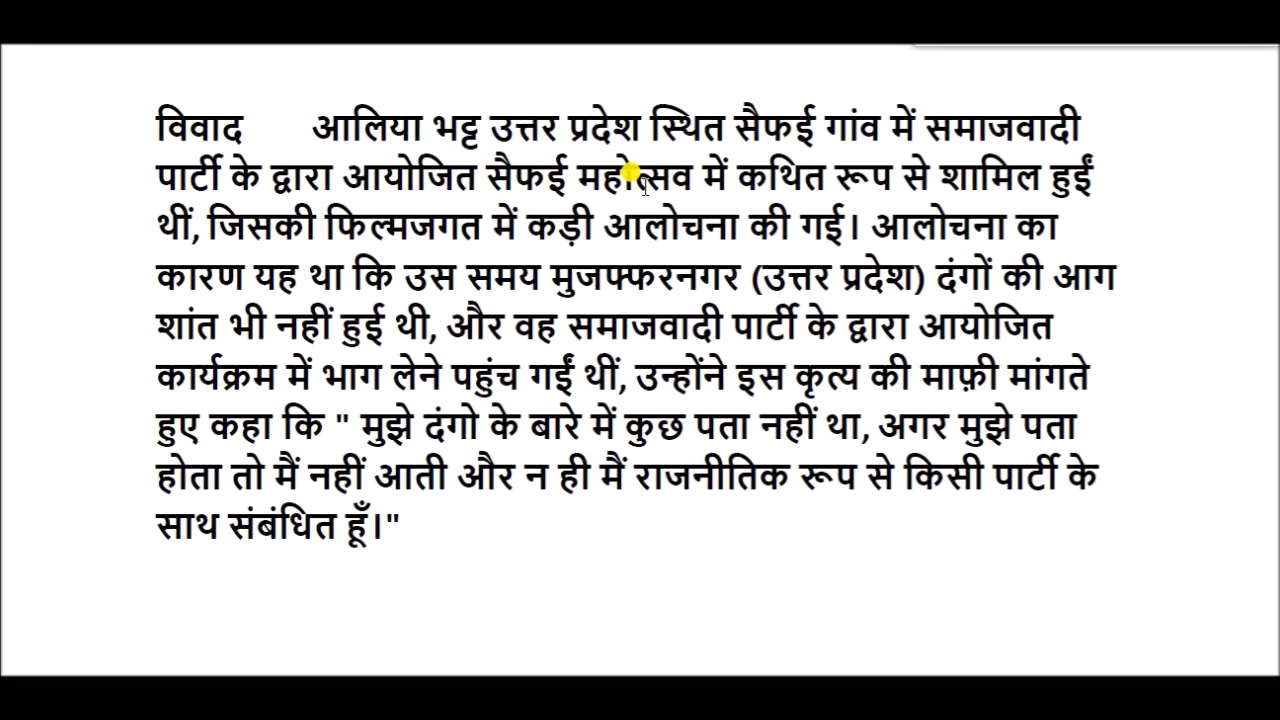 विवाद आलिया भट्ट उत्तर प्रदेश स्थित सैफई गांव में समाजवादी
पार्टी के द्वारा आयोजित सैफई महोत्सव में कथित रूप से शामिल हुईं
थीं, जिसकी फिल्मजगत में कड़ी आलोचना की गई। आलोचना का
कारण यह था कि उस समय मुजफ्फरनगर (उत्तर प्रदेश) दंगों की आग
शांत भी नहीं हुई थी, और वह समाजवादी पार्टी के द्वारा आयोजित
कार्यक्रम में भाग लेने पहुंच गईं थीं, उन्होंने इस कृत्य की माफ़ी मांगते
हुए कहा कि " मुझे दंगो के बारे में कुछ पता नहीं था, अगर मुझे पता
होता तो मैं नहीं आती और न ही मैं राजनीतिक रूप से किसी पार्टी के
साथ संबंधित हूँ।"